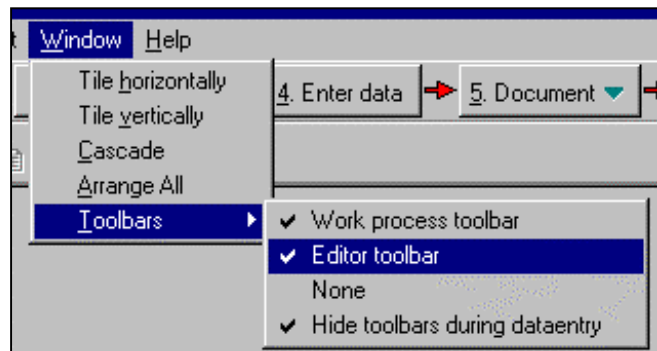 t Window Help
Tile horizontally
4. Enter data 5. Document
Tile vertically
Cascade
Arrange All
Toolbars
Work process toolbar
Editor toolbar
None
Hide toolbars during dataentry